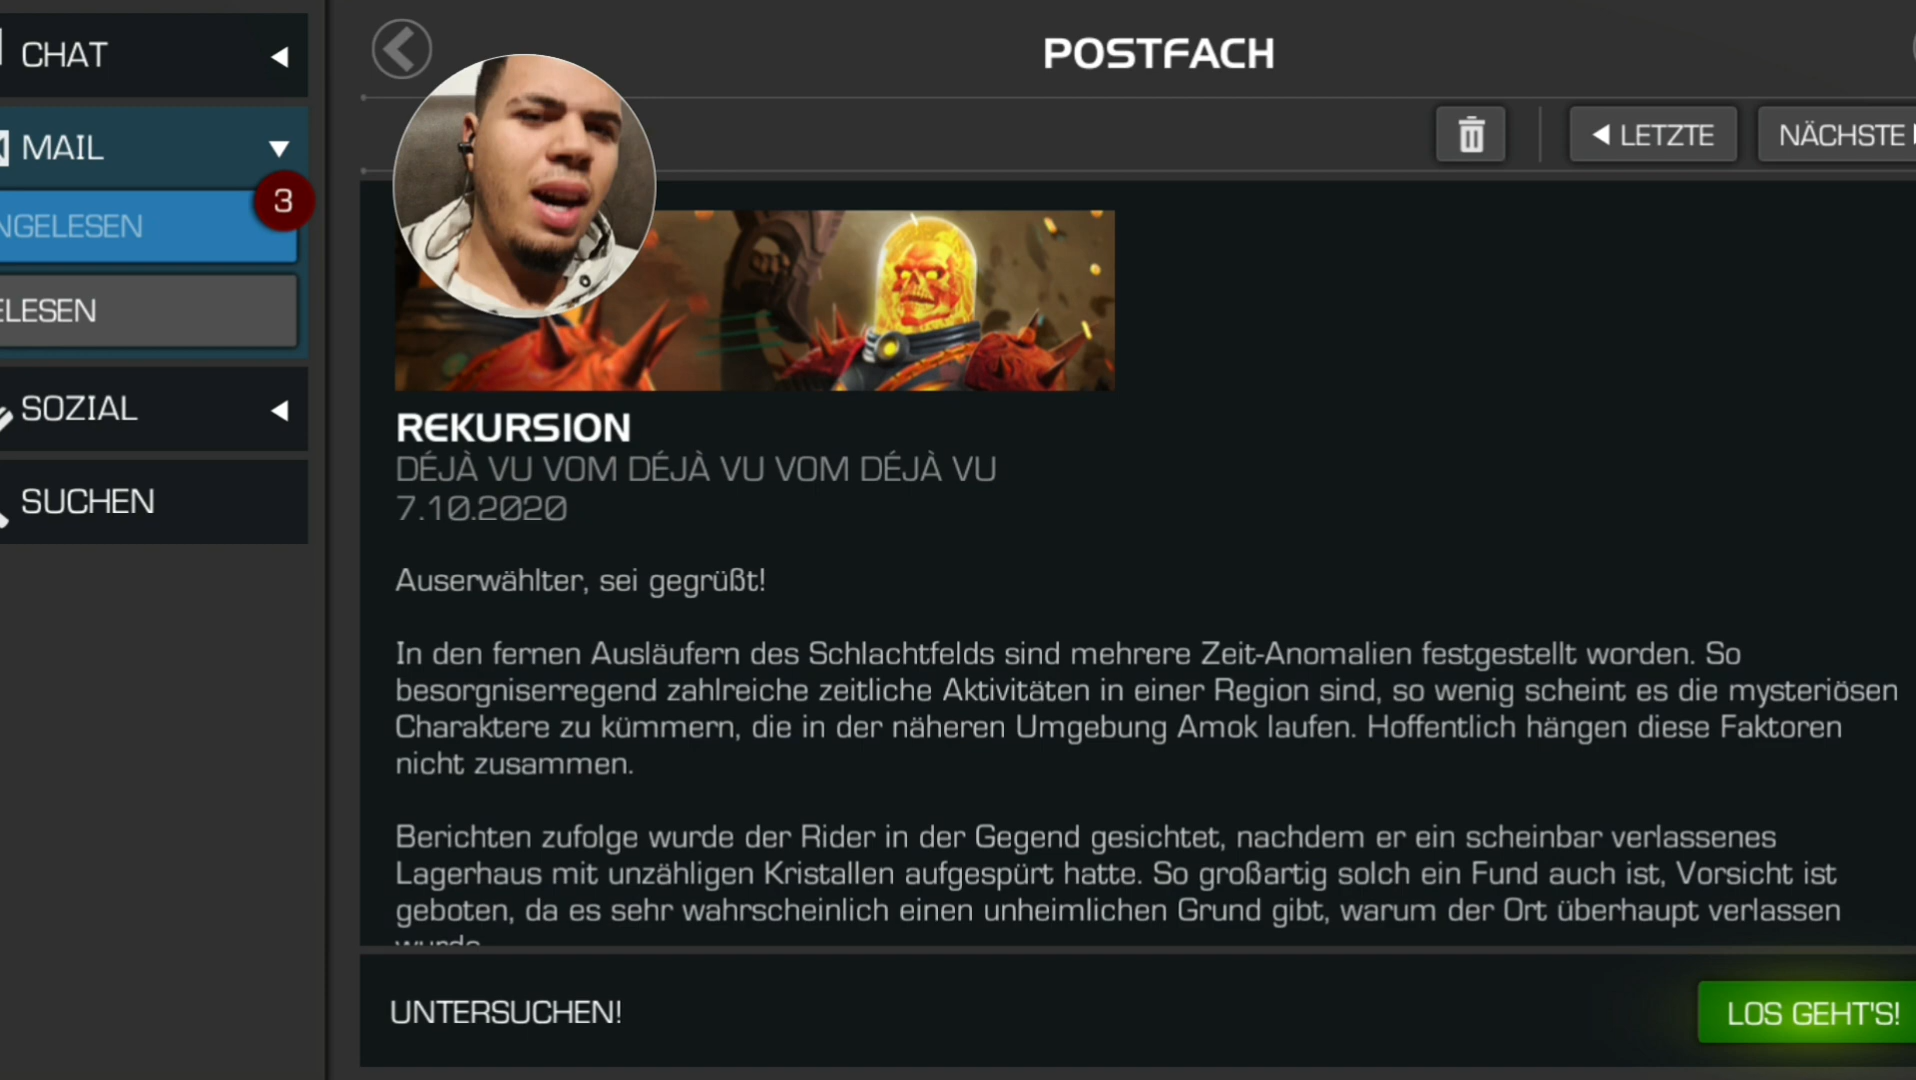 CHAT
POSTFACH
MAIL
LETZTE
NÄCHSTE
3
NGELESEN
ELESEN
SOZIAL
SUCHEN
REKURSION
DÉJÀ VU VOM DÉJÀ VU VOM DÉJÀ VU
7.10.2020
Auserwählter, sei gegrüßt!
In den fernen Ausläufern des Schlachtfelds sind mehrere Zeit-Anomalien festgestellt worden. So
besorgniserregend zahlreiche zeitliche Aktivitäten in einer Region sind, so wenig scheint es die mysteriösen
Charaktere zu kümmern, die in der näheren Umgebung Amok laufen. Hoffentlich hängen diese Faktoren
nicht zusammen.
Berichten zufolge wurde der Rider in der Gegend gesichtet, nachdem er ein scheinbar verlassenes
Lagerhaus mit unzähligen Kristallen aufgespürt hatte. So großartig solch ein Fund auch ist, Vorsicht ist
geboten, da es sehr wahrscheinlich einen unheimlichen Grund gibt, warum der Ort überhaupt verlassen
wurde.
UNTERSUCHEN!
LOS GEHT'S!